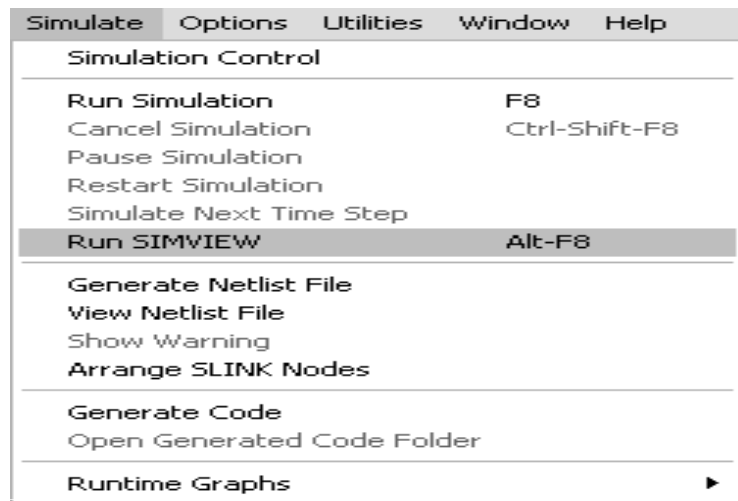 Simulate Options Utilities Window Help
Simulation Control
Run Simulation F8
Cancel Simulation Ctrl-Shift-F8
Pause Simulation
Restart Simulation
Simulate Next Time Step
Run SIMVIEW Alt-F8
Generate Netlist File
View Netlist File
Show Warning
Arrange SLINK Nodes
Generate Code
Open Generated Code Folder
Runtime Graphs